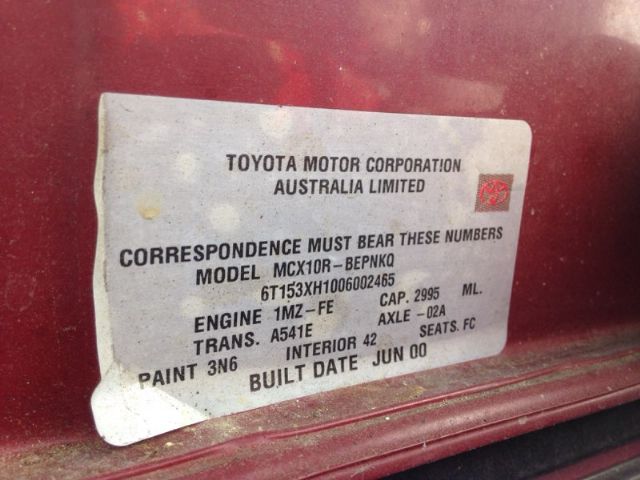 TOYOTA MOTOR CORPORATION
AUSTRALIA LIMITED
CORRESPONDENCE MUST BEAR THESE NUMBERS
MODEL MCX10R-BEPNKQ
6T153XH1006002465
ENGINE 1MZ-FE CAP. 2995 ML.
TRANS. A541E AXLE -02A
PAINT 3N6 INTERIOR 42 SEATS. FC
BUILT DATE JUN 00